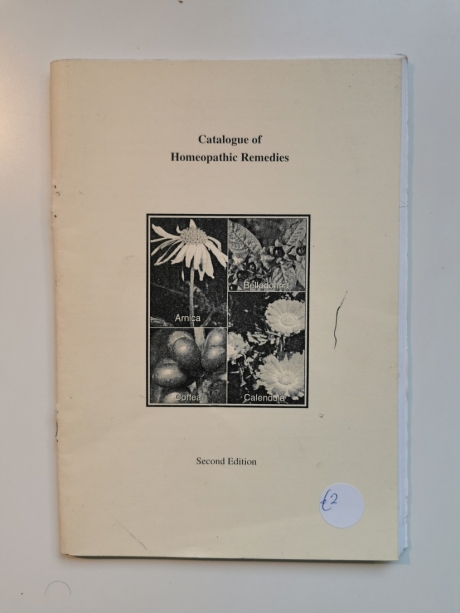 Catalogue of
Homeopathic Remedies
Arnica
Belladonna
Coffea
Calendula
Second Edition
€2